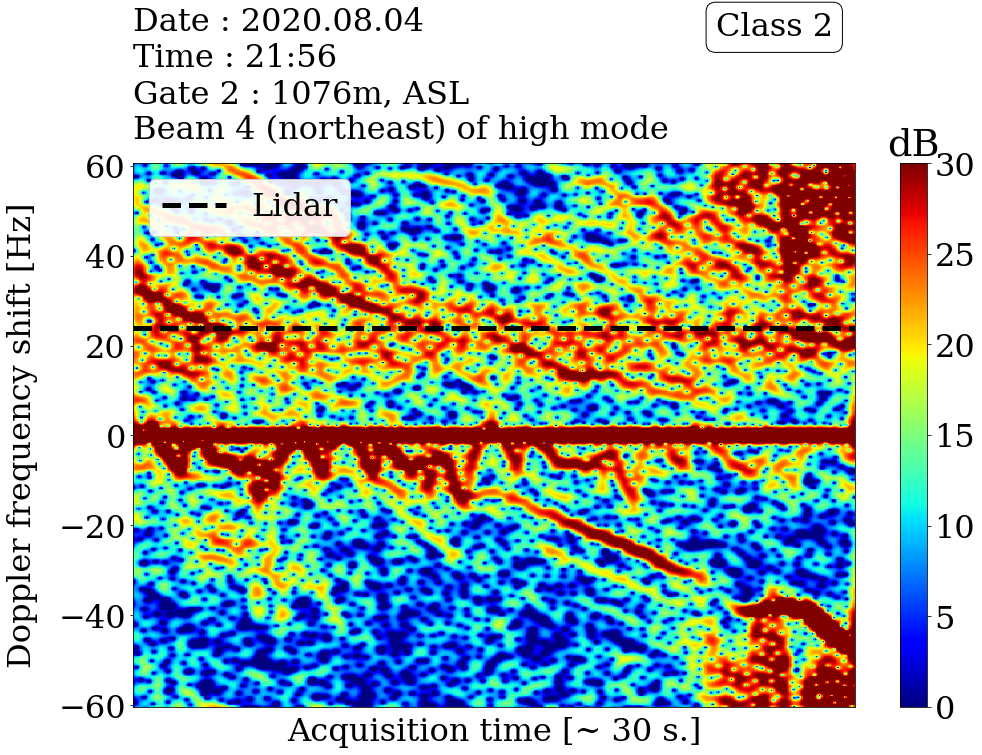 Date : 2020.08.04
Class 2
Time : 21:56
Gate 2 : 1076m, ASL
Beam 4 (northeast) of high mode
dB
Lidar
60
40
20
0
−20
−40
−60
Doppler frequency shift [Hz]
Acquisition time [~ 30 s.]
30
25
20
15
10
5
0